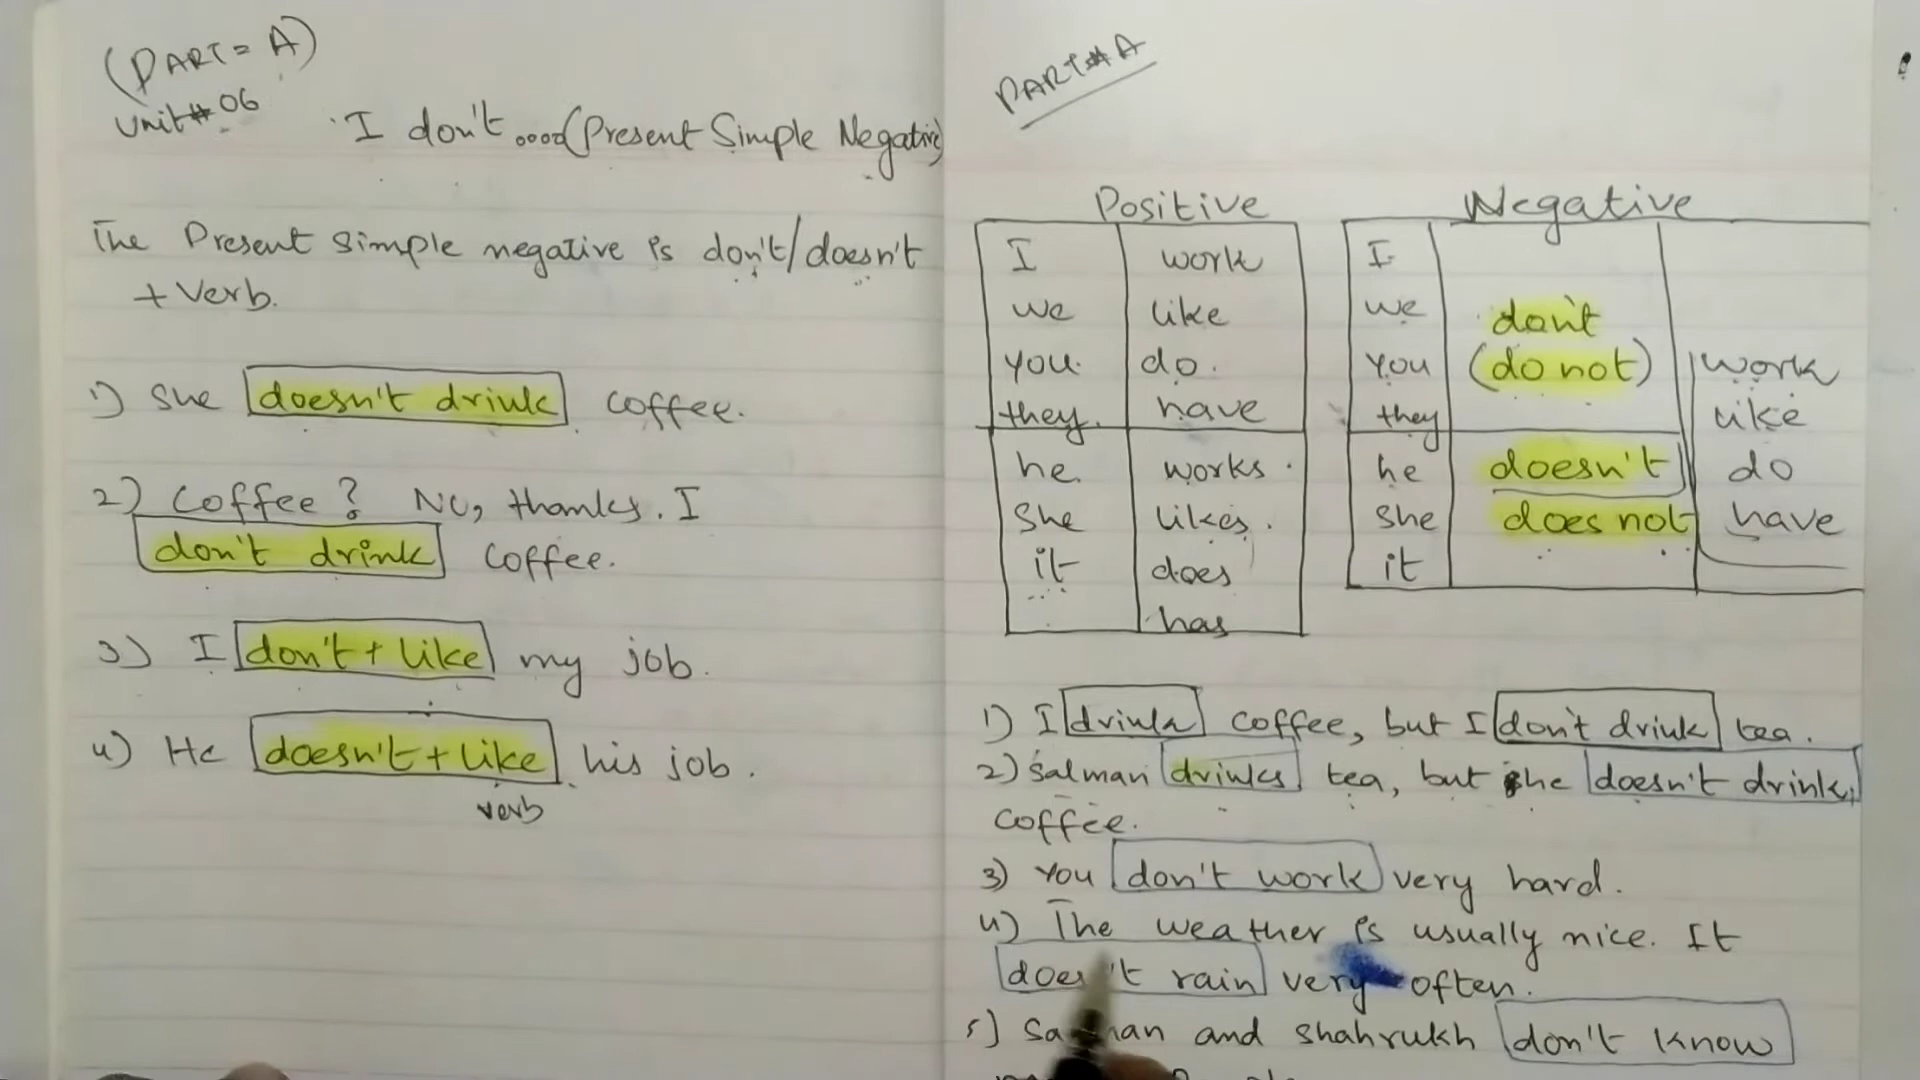 (PART = A)
Unit # 06
I don't ....(Present Simple Negative)
The Present Simple negative is don't/doesn't
+ Verb.
1) She doesn't drink coffee.
2) Coffee? No, thanks. I
don't drink coffee.
3) I don't + like my job.
4) He doesn't + like his job.
verb
PART # A
Positive
I work
we like
you do
they have
he works
she likes
it does
has
Negative
I
we don't
you (do not) work
they like
he doesn't do
she does not have
it
1) I drink coffee, but I don't drink tea.
2) Salman drinks tea, but he doesn't drink
coffee.
3) You don't work very hard.
4) The weather is usually nice. It
rain very often.
5) and Shahrukh don't know